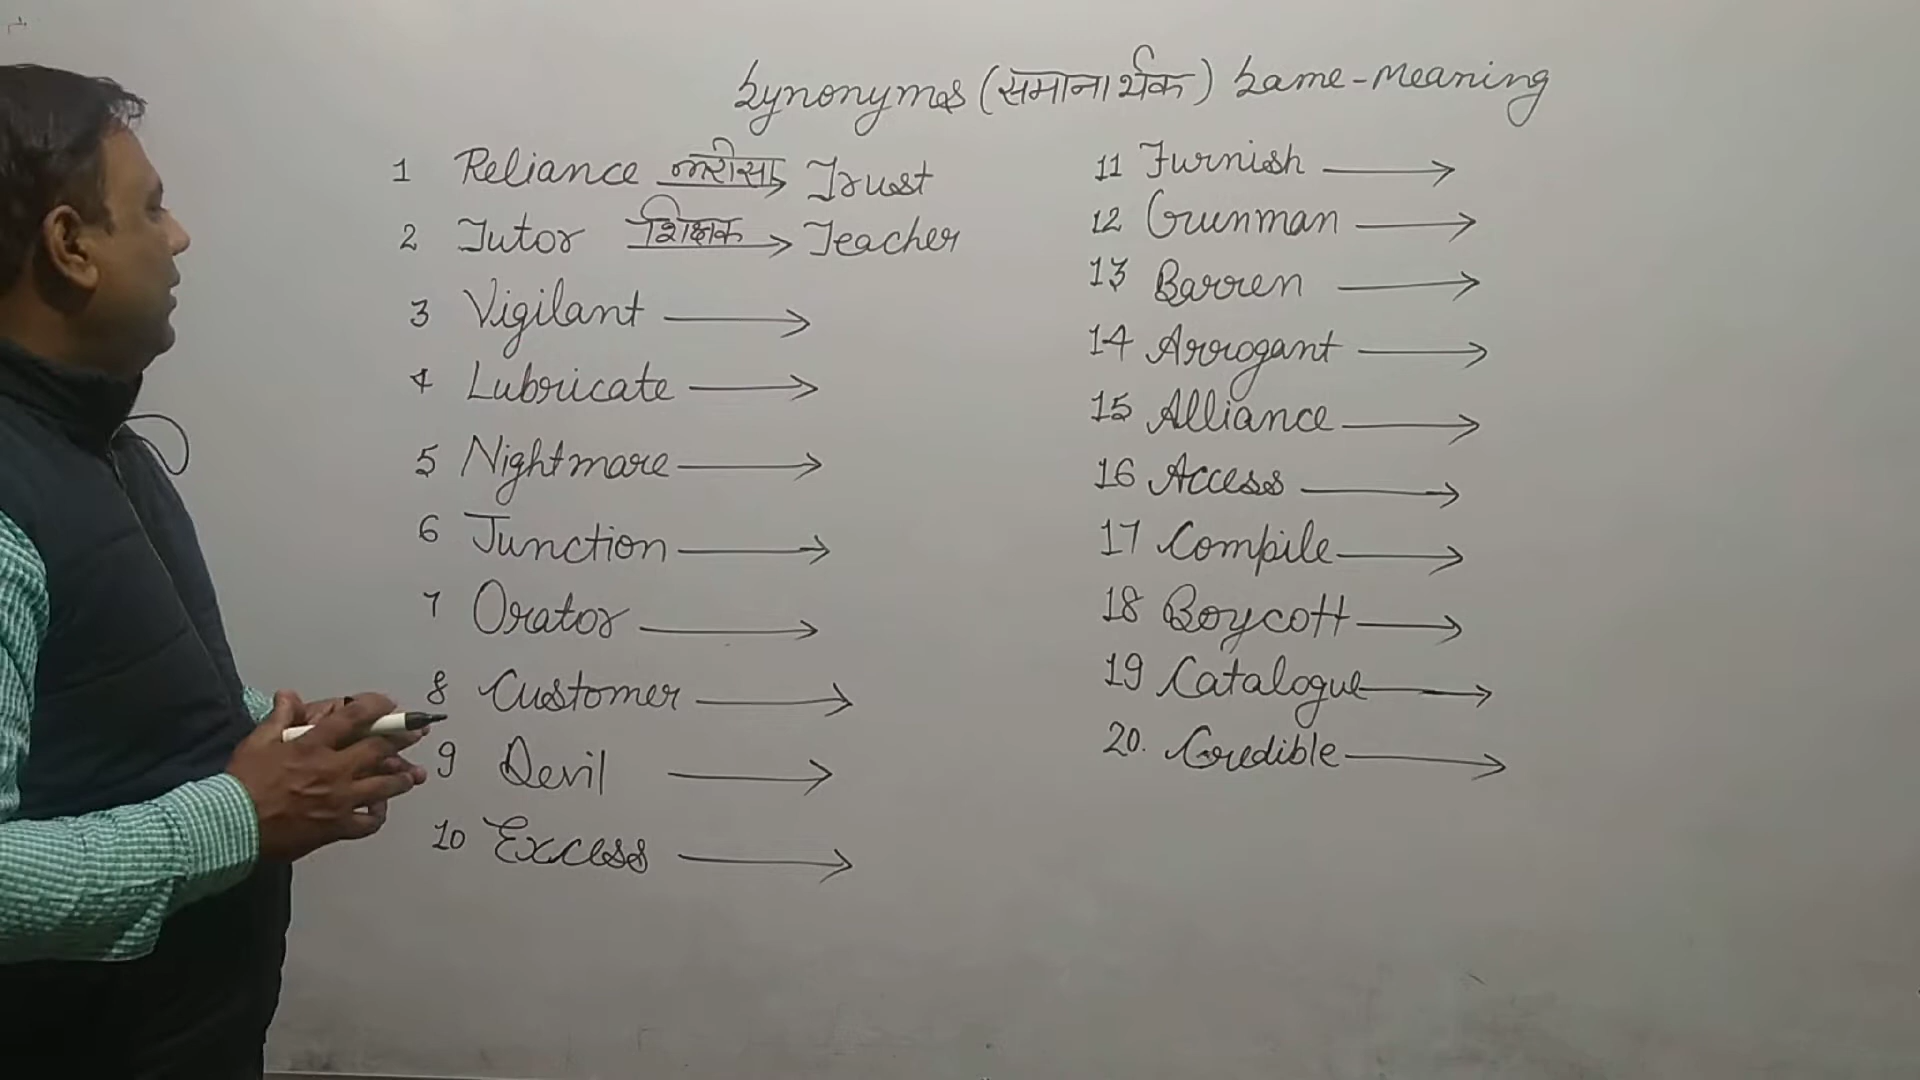 Synonyms (समानार्थक) Same-Meaning
1 Reliance भरोसा Trust
2 Tutor शिक्षक Teacher
3 Vigilant
4 Lubricate
5 Nightmare
6 Junction
7 Orator
8 Customer
9 Devil
10 Excess
11 Furnish
12 Gunman
13 Barren
14 Arrogant
15 Alliance
16 Access
17 Compile
18 Boycott
19 Catalogue
20. Credible